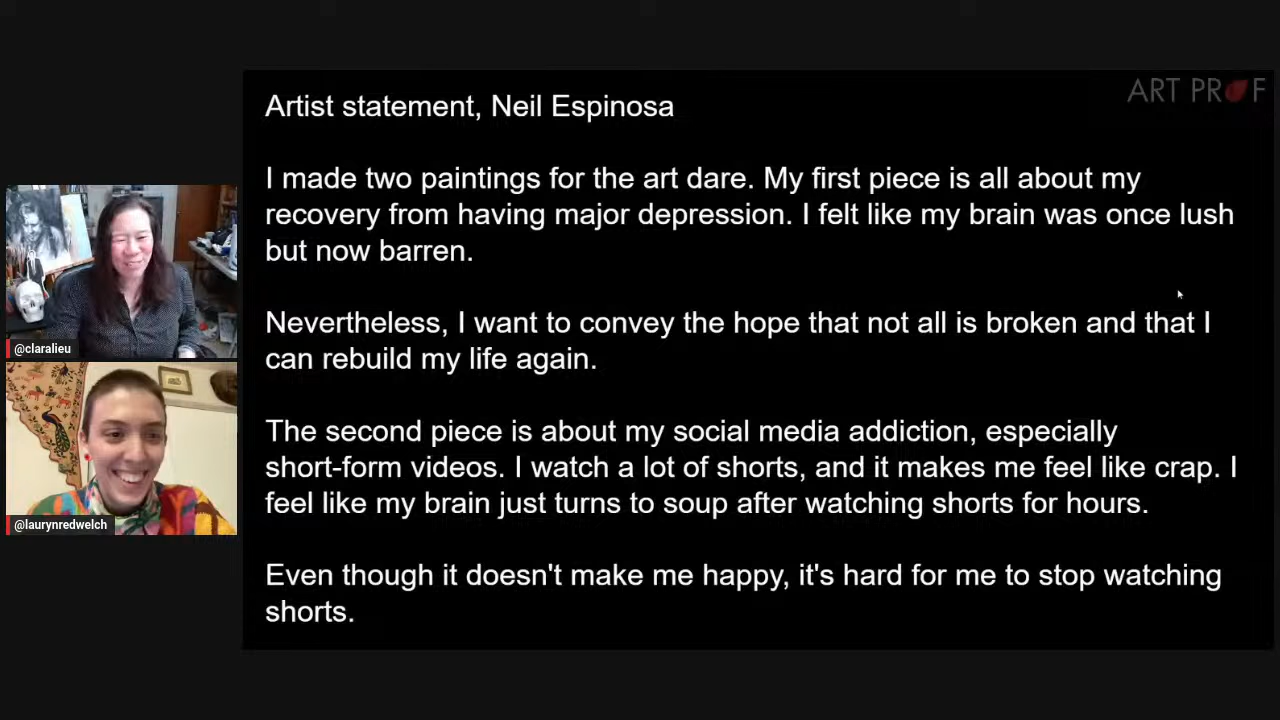 ART PROF
Artist statement, Neil Espinosa
I made two paintings for the art dare. My first piece is all about my
recovery from having major depression. I felt like my brain was once lush
but now barren.
Nevertheless, I want to convey the hope that not all is broken and that I
can rebuild my life again.
The second piece is about my social media addiction, especially
short-form videos. I watch a lot of shorts, and it makes me feel like crap. I
feel like my brain just turns to soup after watching shorts for hours.
Even though it doesn't make me happy, it's hard for me to stop watching
shorts.
@claralieu
@laurynredwelch